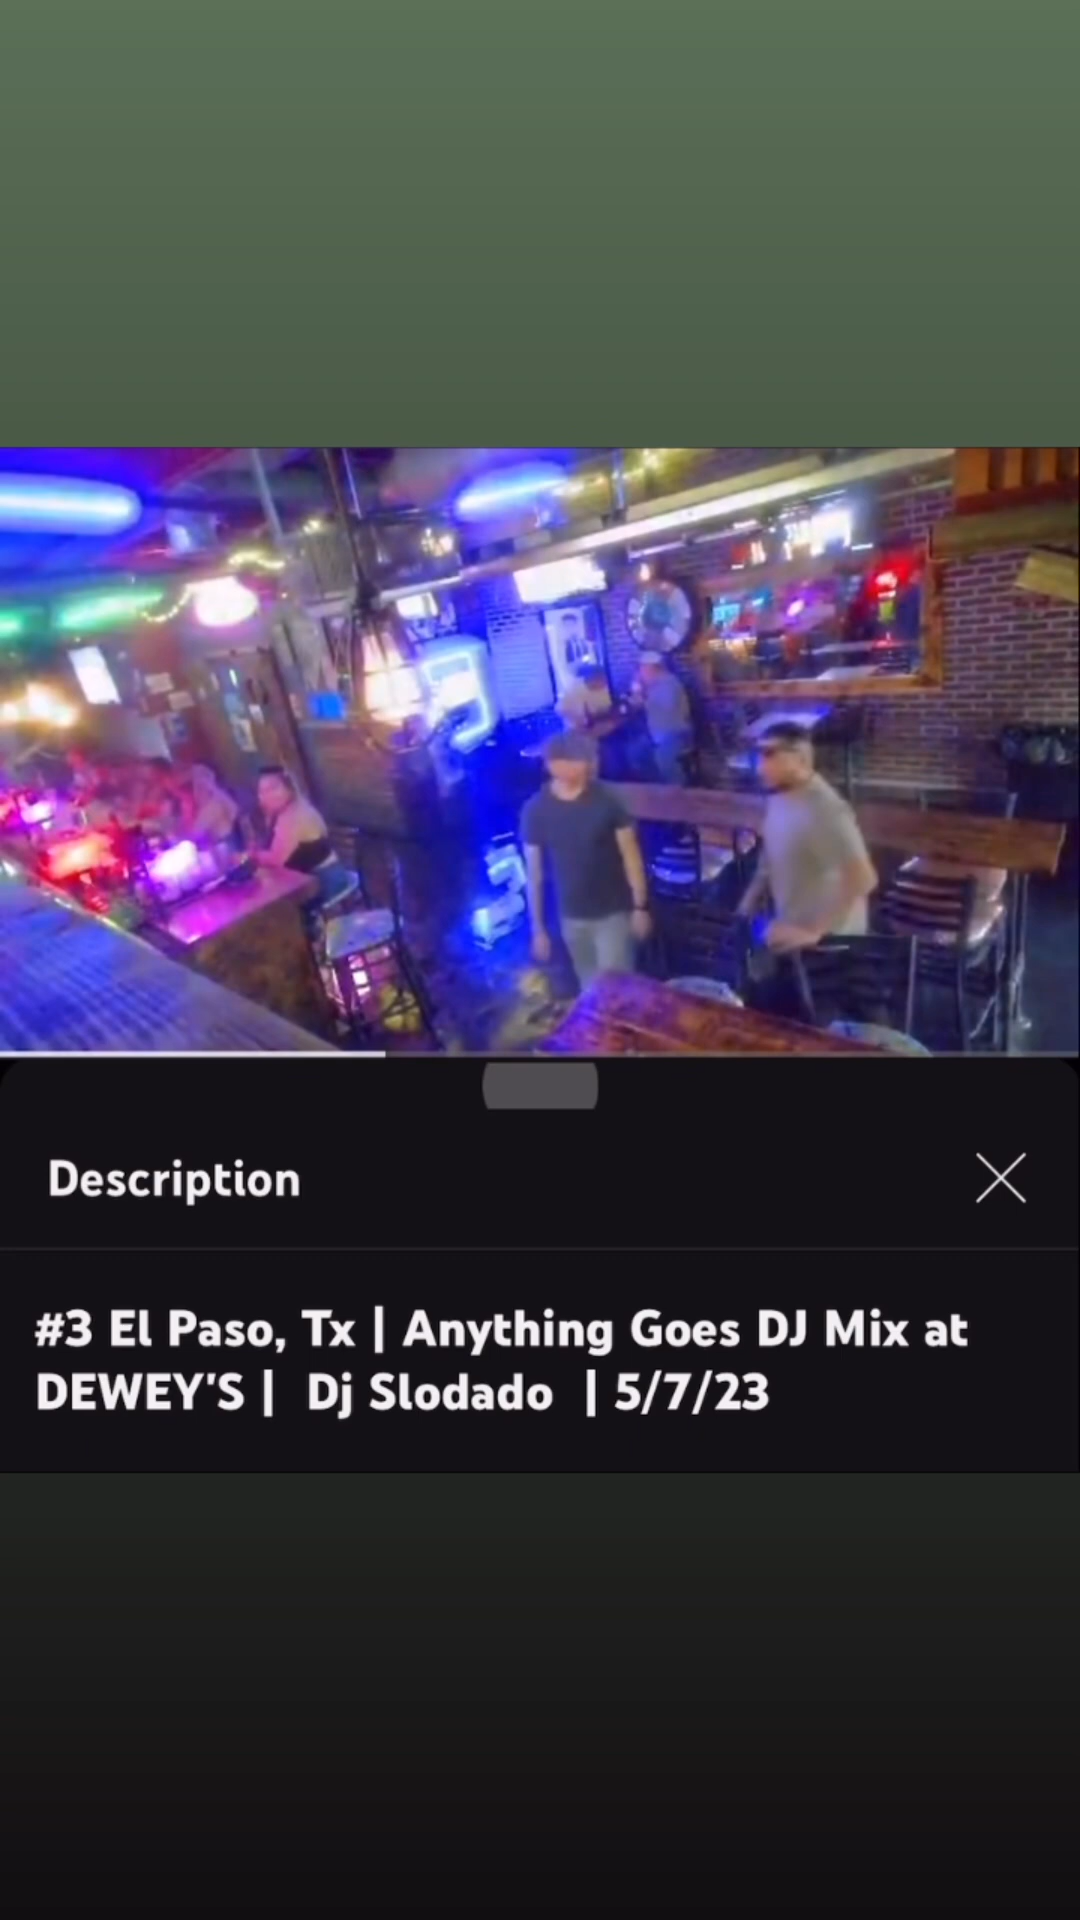 Description
#3 El Paso, Tx | Anything Goes DJ Mix at
DEWEY'S | Dj Slodado | 5/7/23